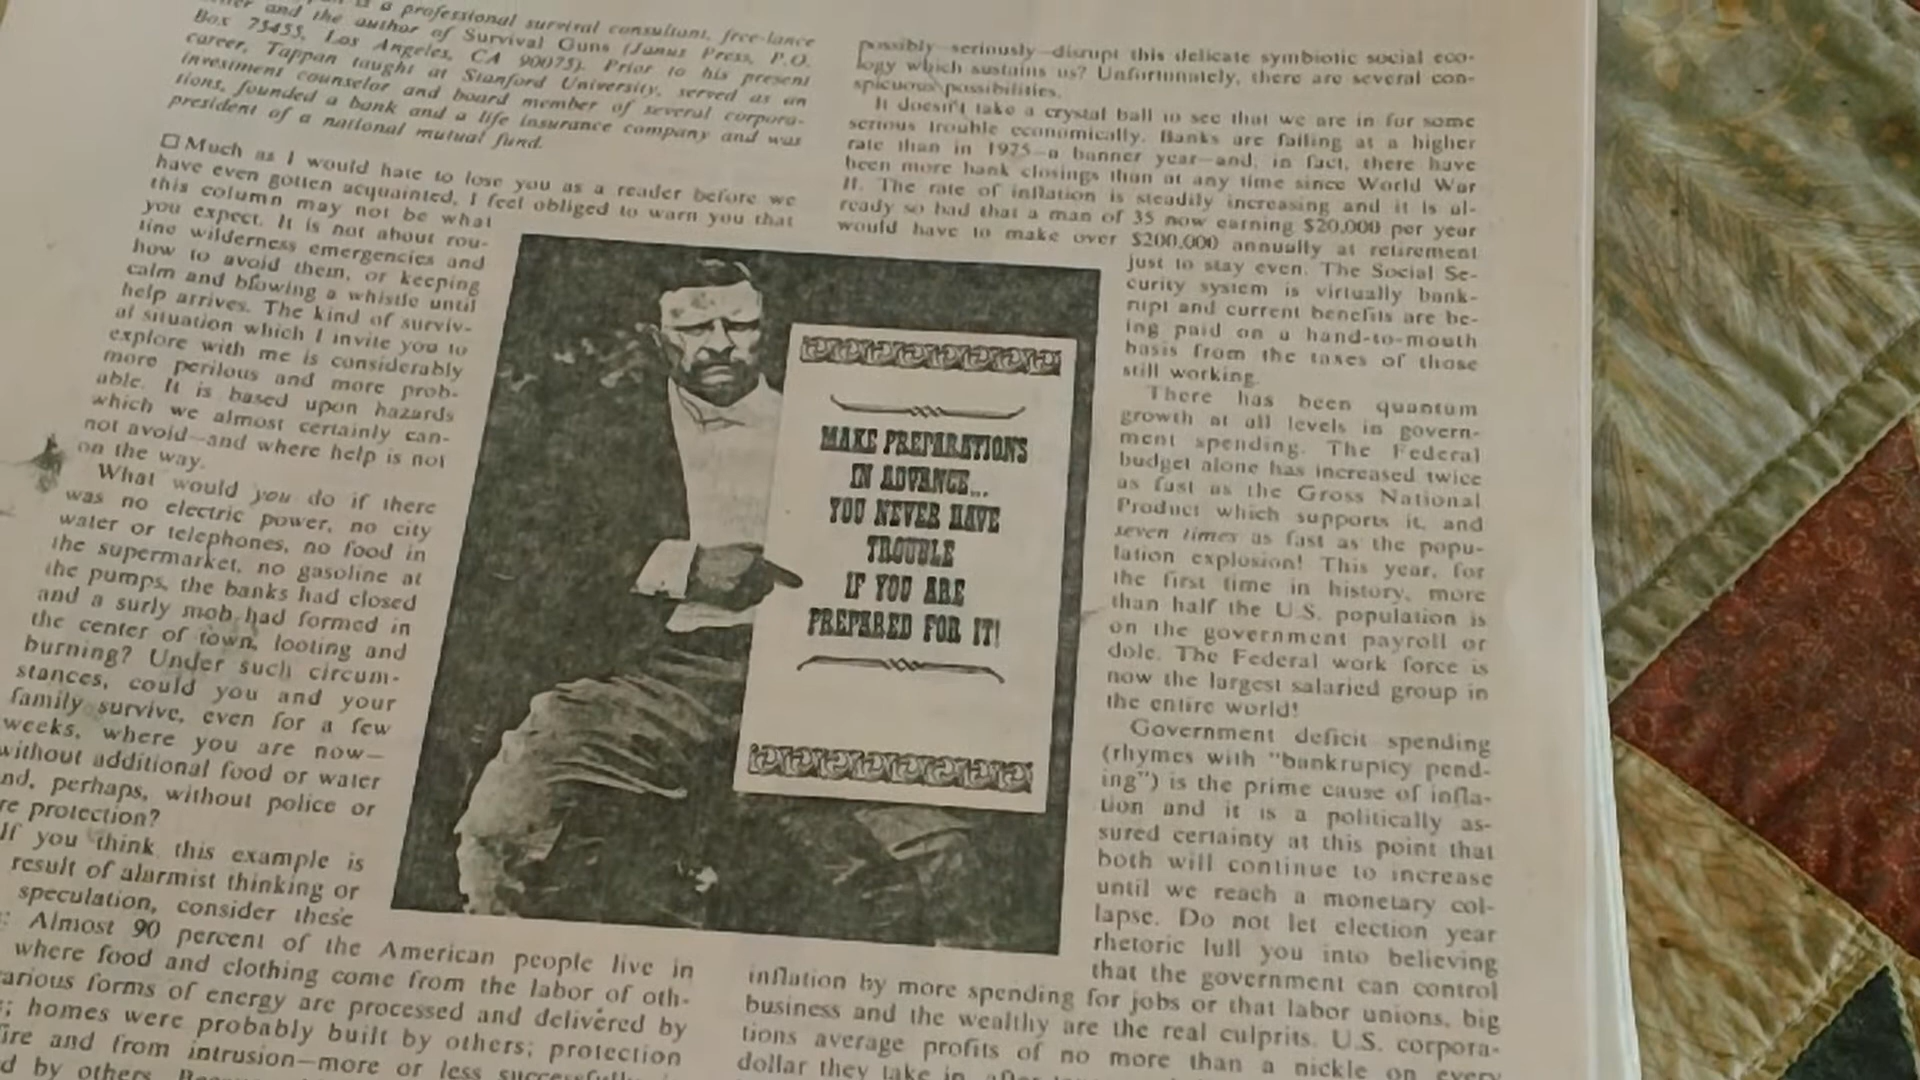 is a professional survival consultant, free-lance
and the author of Survival Guns (Janus Press, P.O.
Box 75455, Los Angeles, CA 90075). Prior to his present
career, Tappan taught at Stanford University, served as an
investment counselor and board member of several corpora-
tions, founded a bank and a life insurance company and was
president of a national mutual fund.
□ Much as I would hate to lose you as a reader before we
have even gotten acquainted, I feel obliged to warn you that
this column may not be what
you expect. It is not about rou-
tine wilderness emergencies and
how to avoid them, or keeping
calm and blowing a whistle until
help arrives. The kind of surviv-
al situation which I invite you to
explore with me is considerably
more perilous and more prob-
able. It is based upon hazards
which we almost certainly can-
not avoid—and where help is not
on the way.
What would you do if there
was no electric power, no city
water or telephones, no food in
the supermarket, no gasoline at
the pumps, the banks had closed
and a surly mob had formed in
the center of town, looting and
burning? Under such circum-
stances, could you and your
family survive, even for a few
weeks, where you are now—
without additional food or water
nd, perhaps, without police or
re protection?
If you think this example is
result of alarmist thinking or
speculation, consider these
: Almost 90 percent of the American people live in
where food and clothing come from the labor of oth-
arious forms of energy are processed and delivered by
; homes were probably built by others; protection
ire and from intrusion—more or less successfully
d by others.
MAKE PREPARATIONS
IN ADVANCE...
YOU NEVER HAVE
TROUBLE
IF YOU ARE
PREPARED FOR IT!
possibly seriously disrupt this delicate symbiotic social eco-
logy which sustains us? Unfortunately, there are several con-
spicuous possibilities.
It doesn't take a crystal ball to see that we are in for some
serious trouble economically. Banks are failing at a higher
rate than in 1975—a banner year—and, in fact, there have
been more bank closings than at any time since World War
II. The rate of inflation is steadily increasing and it is al-
ready so bad that a man of 35 now earning $20,000 per year
would have to make over $200,000 annually at retirement
just to stay even. The Social Se-
curity system is virtually bank-
rupt and current benefits are be-
ing paid on a hand-to-mouth
basis from the taxes of those
still working.
There has been quantum
growth at all levels in govern-
ment spending. The Federal
budget alone has increased twice
as fast as the Gross National
Product which supports it, and
seven times as fast as the popu-
lation explosion! This year, for
the first time in history, more
than half the U.S. population is
on the government payroll or
dole. The Federal work force is
now the largest salaried group in
the entire world!
Government deficit spending
(rhymes with "bankruptcy pend-
ing") is the prime cause of infla-
tion and it is a politically as-
sured certainty at this point that
both will continue to increase
until we reach a monetary col-
lapse. Do not let election year
rhetoric lull you into believing
that the government can control
inflation by more spending for jobs or that labor unions, big
business and the wealthy are the real culprits. U.S. corpora-
tions average profits of no more than a nickle on every
dollar they take in,